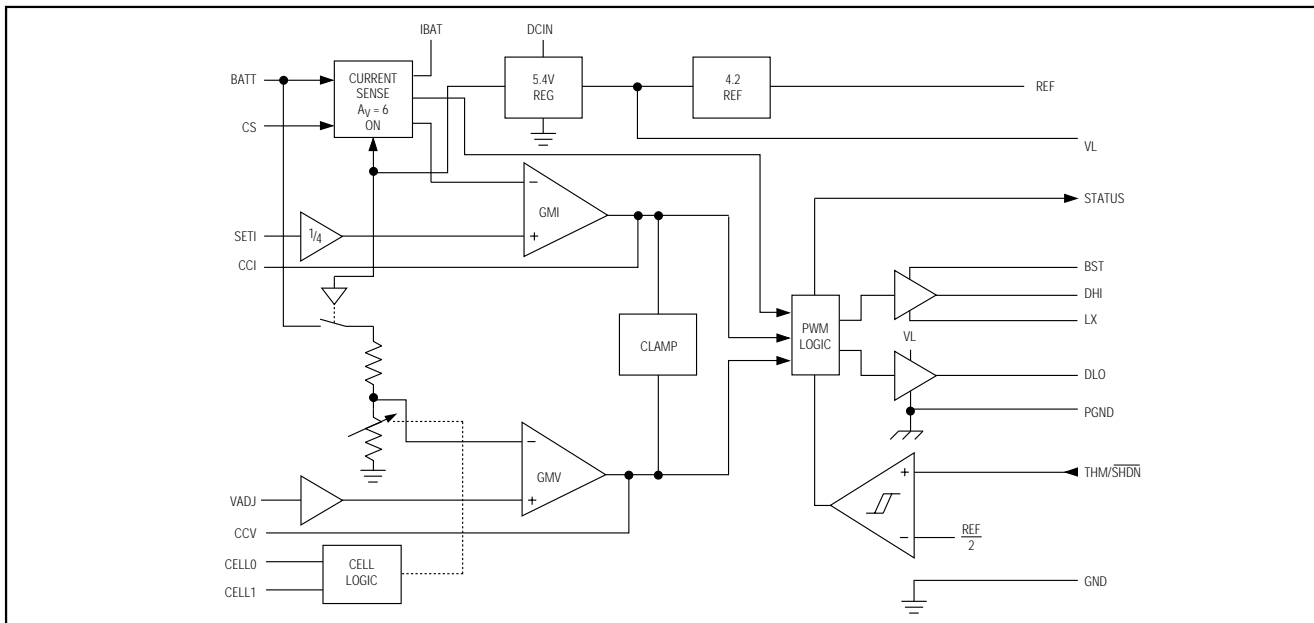 IBAT
DCIN
BATT
CURRENT
SENSE
AV = 6
ON
5.4V
REG
4.2
REF
REF
CS
VL
−
GMI
+
STATUS
SETI
1/4
CCI
BST
DHI
LX
PWM
LOGIC
CLAMP
VL
DLO
PGND
−
GMV
+
+
THM/SHDN
VADJ
CCV
−
REF
2
CELL0
CELL
LOGIC
CELL1
GND